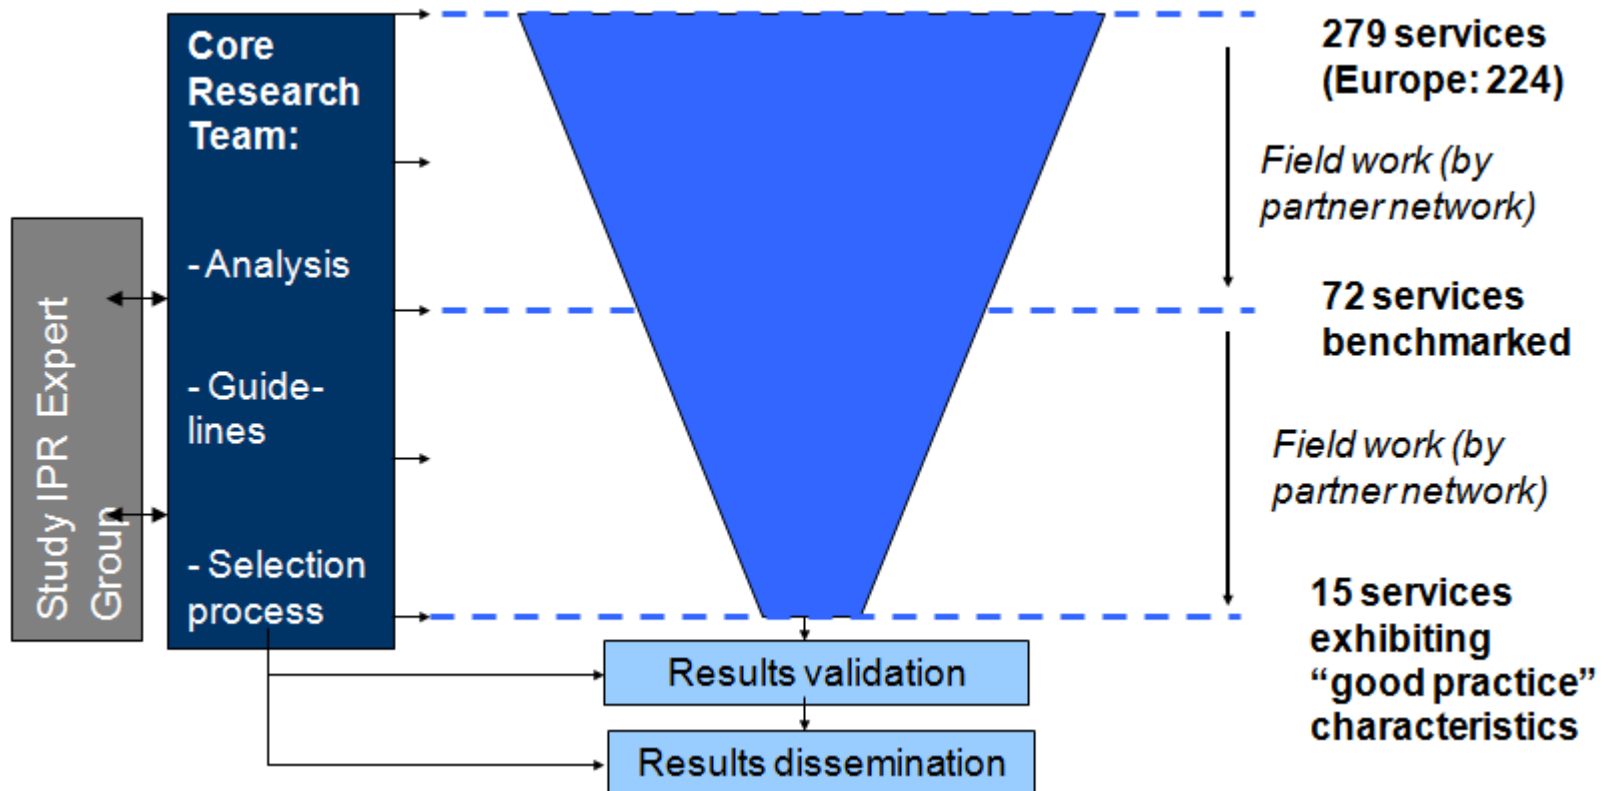 Study IPR Expert
Group
Core
Research
Team:
- Analysis
- Guide-
lines
- Selection
process
279 services
(Europe: 224)
Field work (by
partner network)
72 services
benchmarked
Field work (by
partner network)
15 services
exhibiting
“good practice”
characteristics
Results validation
Results dissemination